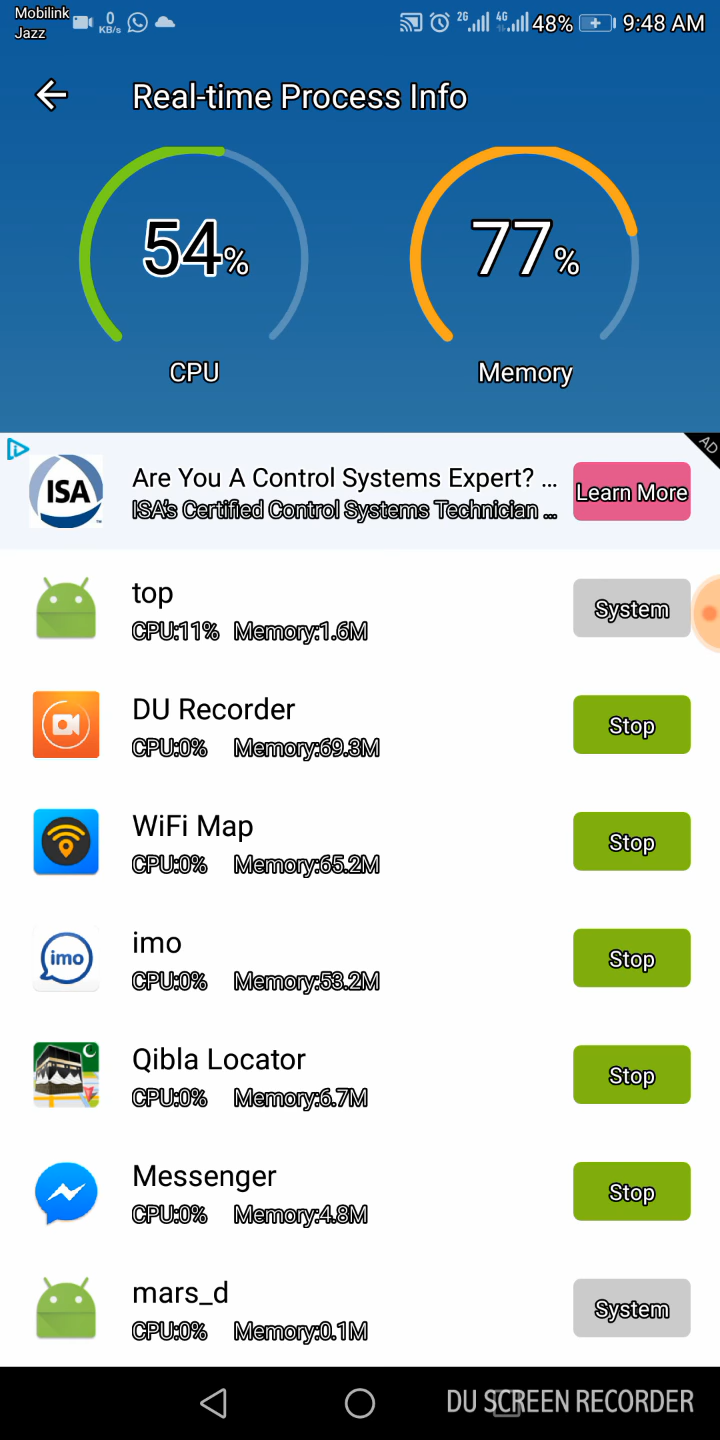 Mobilink
Jazz
0
KB/s
2G
4G
48%
9:48 AM
Real-time Process Info
54%
77%
CPU
Memory
AD
ISA
Are You A Control Systems Expert? ...
ISA's Certified Control Systems Technician ...
Learn More
top
CPU:11% Memory:1.6M
System
DU Recorder
CPU:0% Memory:69.3M
Stop
WiFi Map
CPU:0% Memory:65.2M
Stop
imo
imo
CPU:0% Memory:53.2M
Stop
Qibla Locator
CPU:0% Memory:6.7M
Stop
Messenger
CPU:0% Memory:4.8M
Stop
mars_d
CPU:0% Memory:0.1M
System
DU SCREEN RECORDER